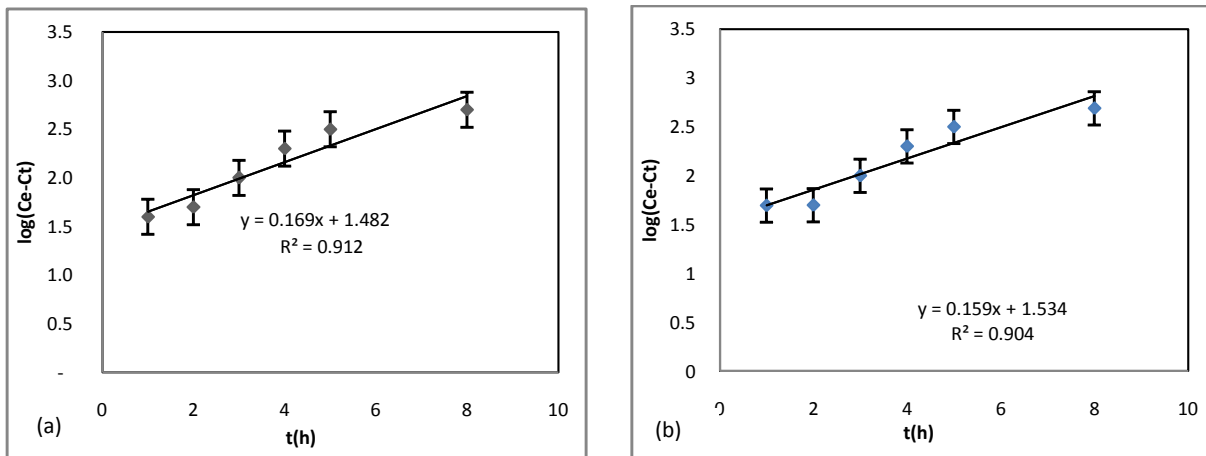 3.5
3.0
2.5
2.0
1.5
1.0
0.5
-
log(Ce-Ct)
y = 0.169x + 1.482
R² = 0.912
0 2 4 6 8 10
t(h)
(a)
3.5
3
2.5
2
1.5
1
0.5
0
log(Ce-Ct)
y = 0.159x + 1.534
R² = 0.904
0 2 4 6 8 10
t(h)
(b)